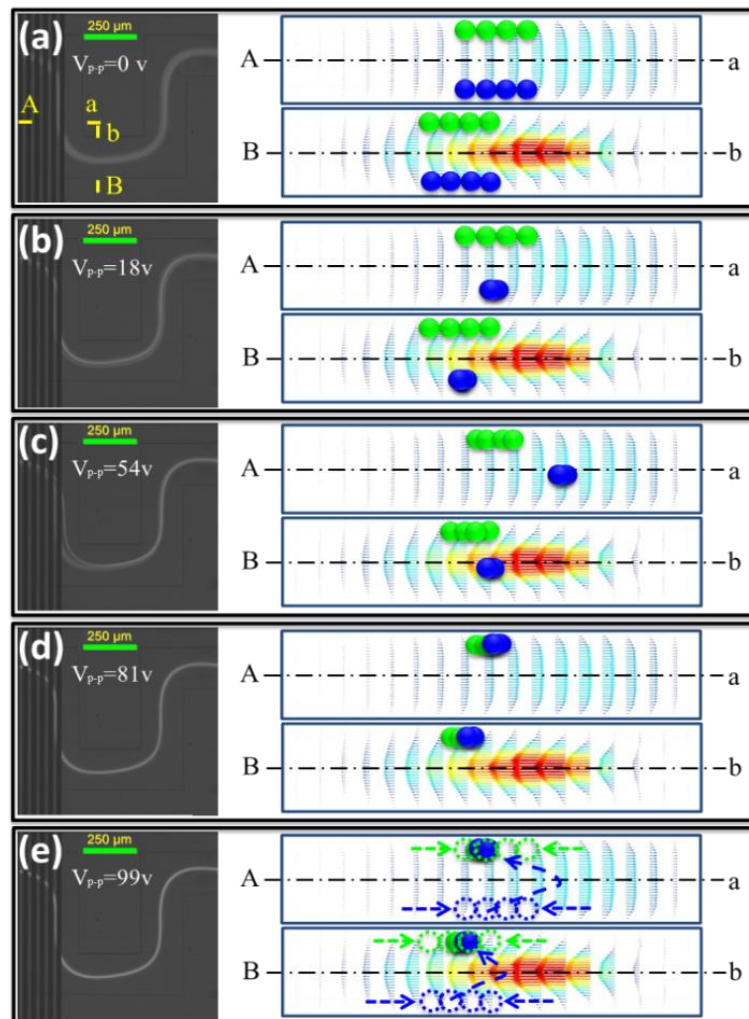 (a)
250 µm
Vp-p=0 v
A
a
b
B
A
a
B
b
(b)
250 µm
Vp-p=18v
A
a
B
b
(c)
250 µm
Vp-p=54v
A
a
B
b
(d)
250 µm
Vp-p=81v
A
a
B
b
(e)
250 µm
Vp-p=99v
A
a
B
b